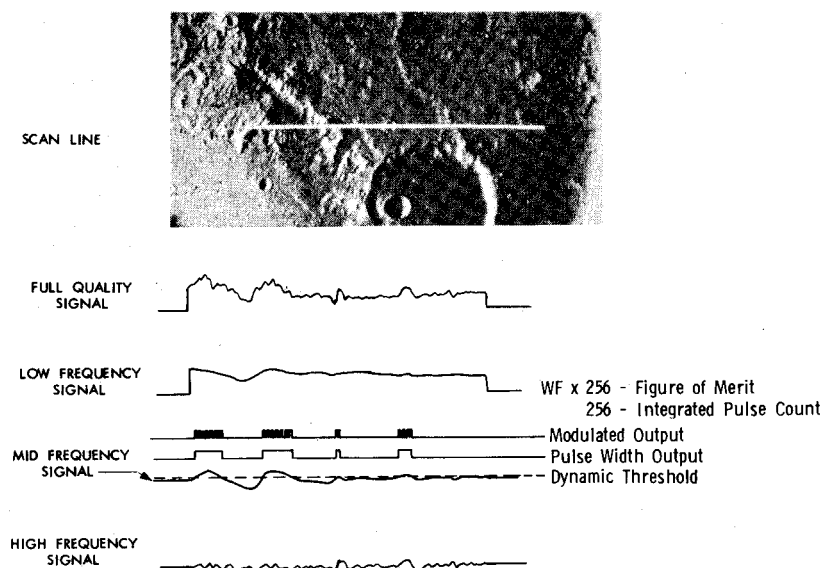 SCAN LINE
FULL QUALITY
SIGNAL
LOW FREQUENCY
SIGNAL
WF x 256 - Figure of Merit
256 - Integrated Pulse Count
Modulated Output
MID FREQUENCY
SIGNAL
Pulse Width Output
Dynamic Threshold
HIGH FREQUENCY
SIGNAL